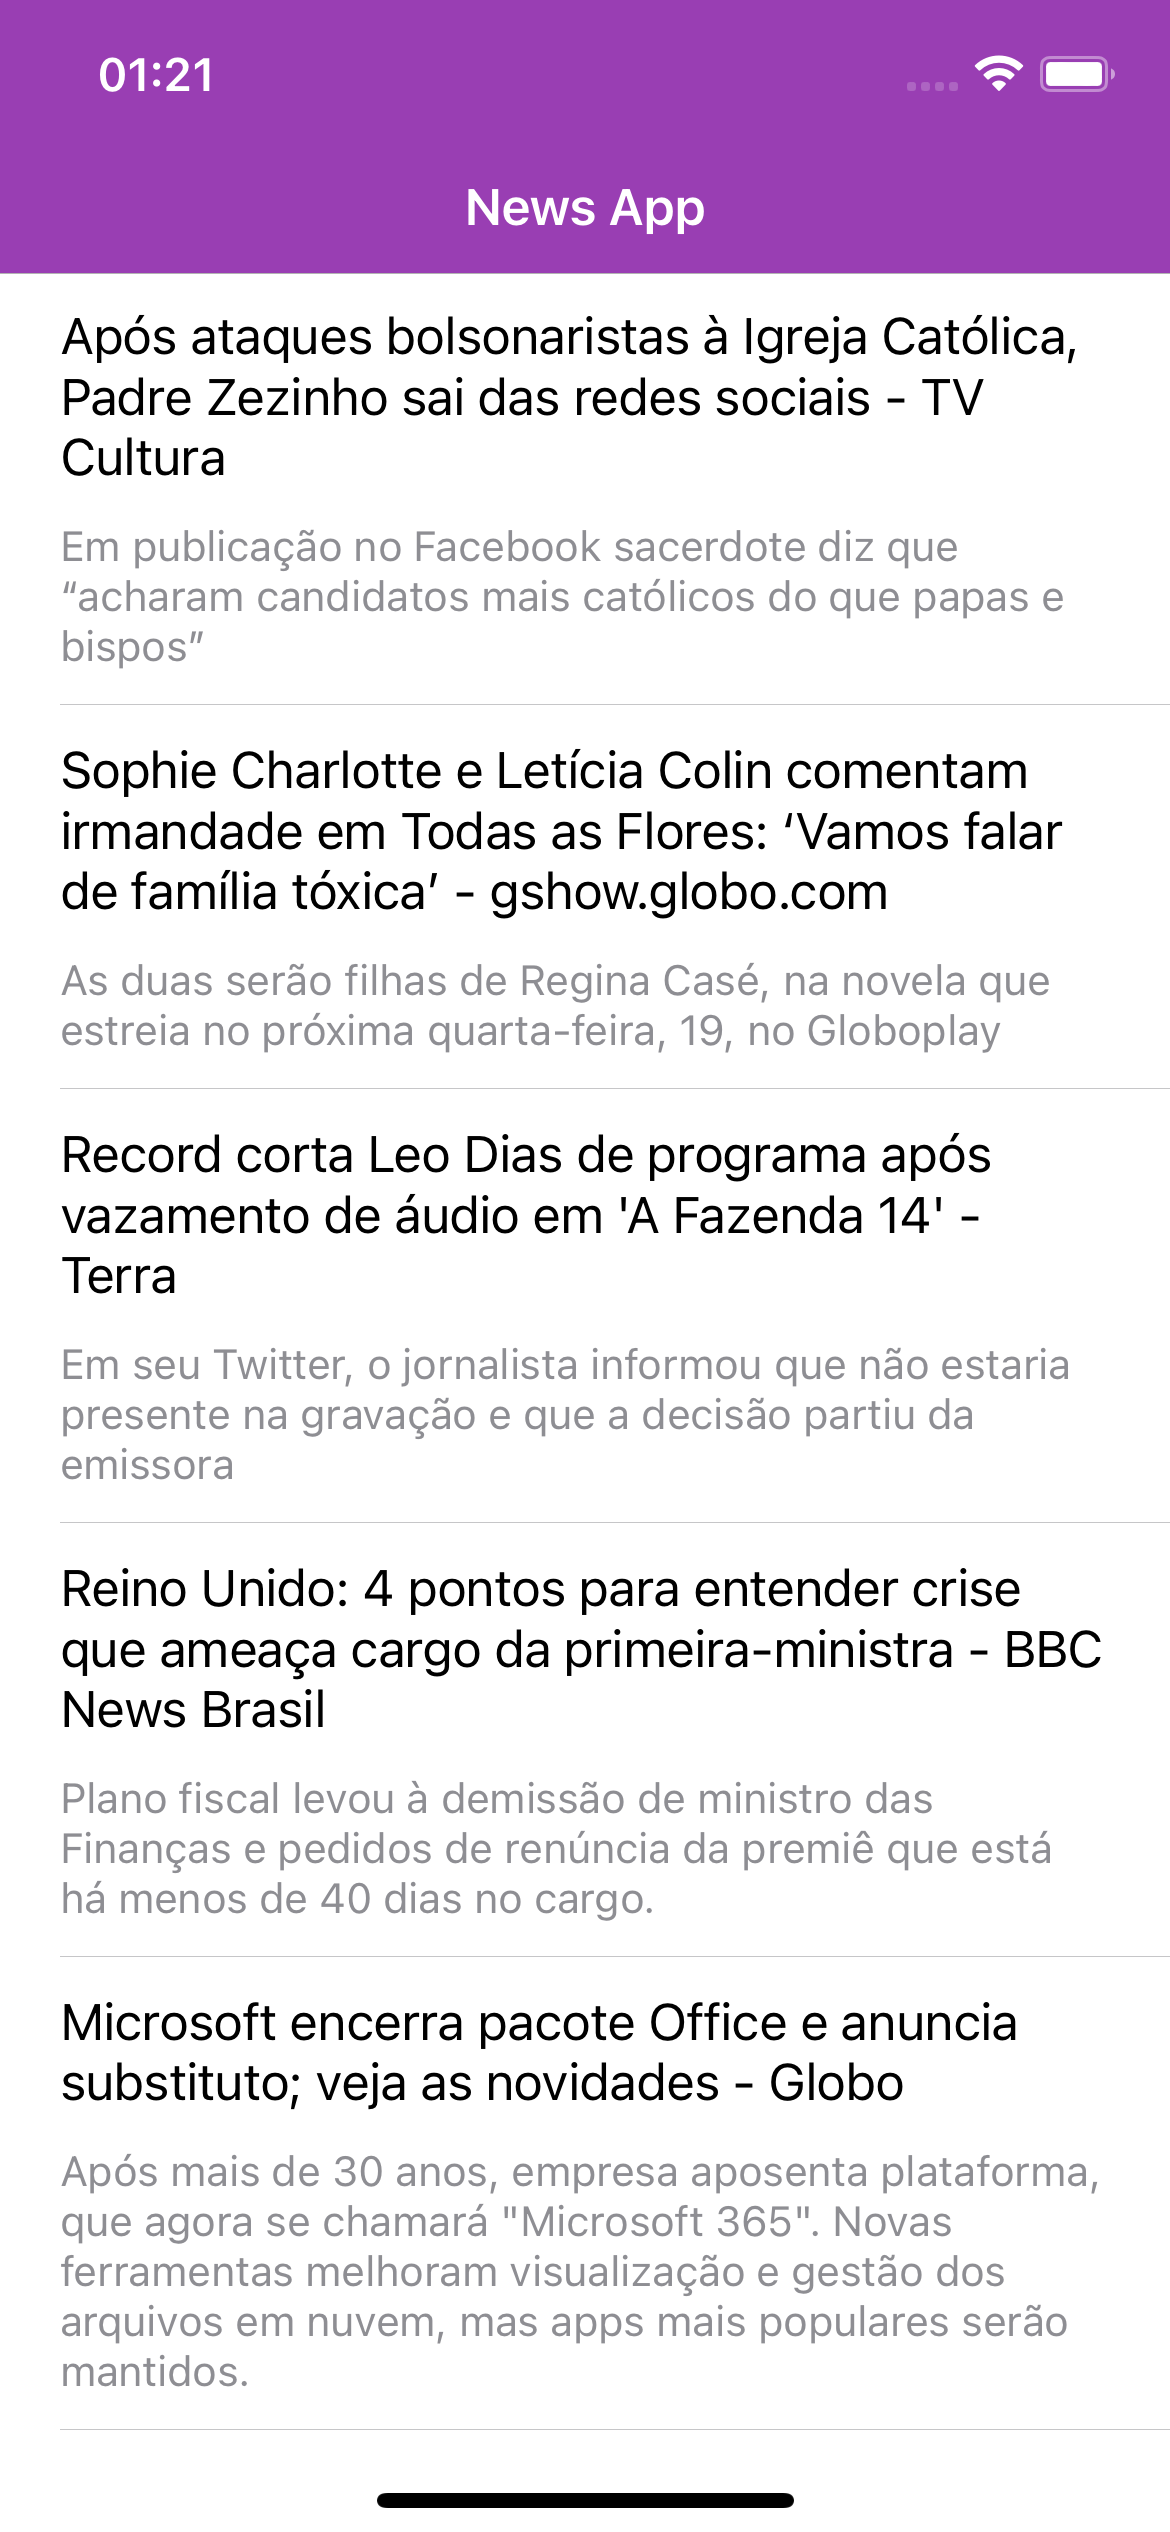 01:21
News App
Após ataques bolsonaristas à Igreja Católica,
Padre Zezinho sai das redes sociais - TV
Cultura
Em publicação no Facebook sacerdote diz que
“acharam candidatos mais católicos do que papas e
bispos”
Sophie Charlotte e Letícia Colin comentam
irmandade em Todas as Flores: ‘Vamos falar
de família tóxica’ - gshow.globo.com
As duas serão filhas de Regina Casé, na novela que
estreia no próxima quarta-feira, 19, no Globoplay
Record corta Leo Dias de programa após
vazamento de áudio em 'A Fazenda 14' -
Terra
Em seu Twitter, o jornalista informou que não estaria
presente na gravação e que a decisão partiu da
emissora
Reino Unido: 4 pontos para entender crise
que ameaça cargo da primeira-ministra - BBC
News Brasil
Plano fiscal levou à demissão de ministro das
Finanças e pedidos de renúncia da premiê que está
há menos de 40 dias no cargo.
Microsoft encerra pacote Office e anuncia
substituto; veja as novidades - Globo
Após mais de 30 anos, empresa aposenta plataforma,
que agora se chamará "Microsoft 365". Novas
ferramentas melhoram visualização e gestão dos
arquivos em nuvem, mas apps mais populares serão
mantidos.